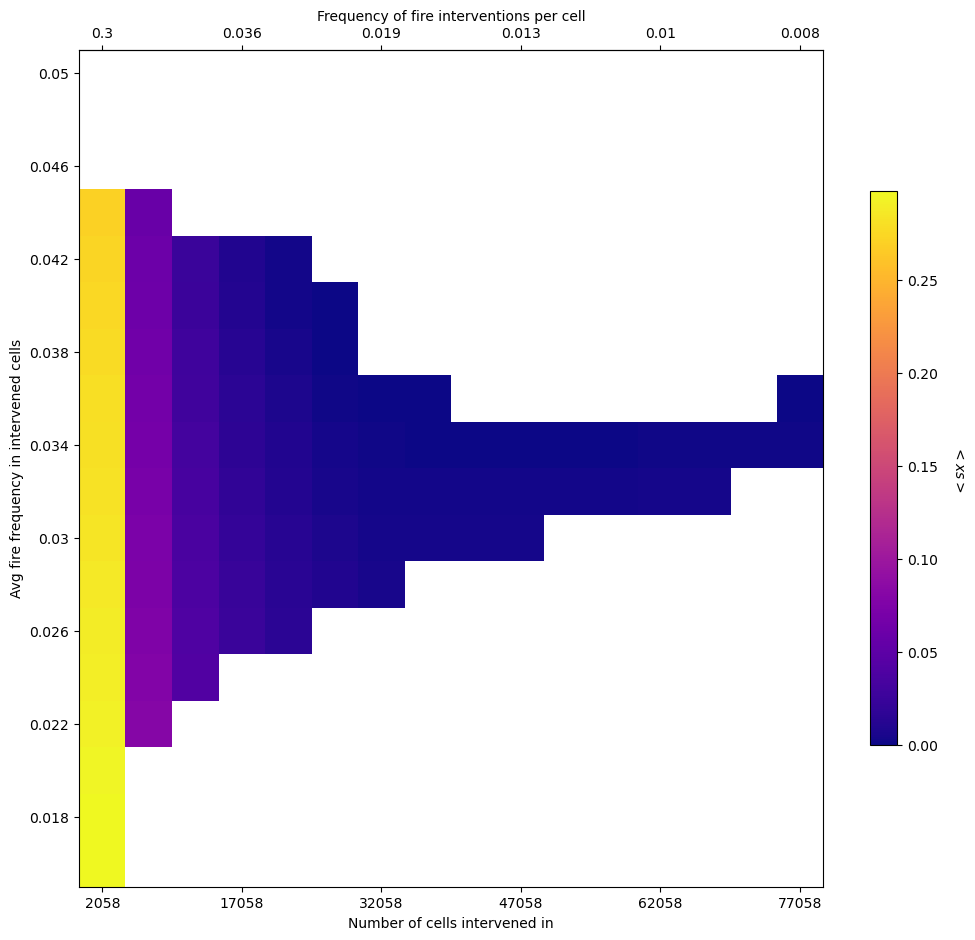 Frequency of fire interventions per cell
0.3 0.036 0.019 0.013 0.01 0.008
0.05
0.046
0.042
0.038
0.034
0.03
0.026
0.022
0.018
Avg fire frequency in intervened cells
2058 17058 32058 47058 62058 77058
Number of cells intervened in
0.25
0.20
0.15
0.10
0.05
0.00
< sx >